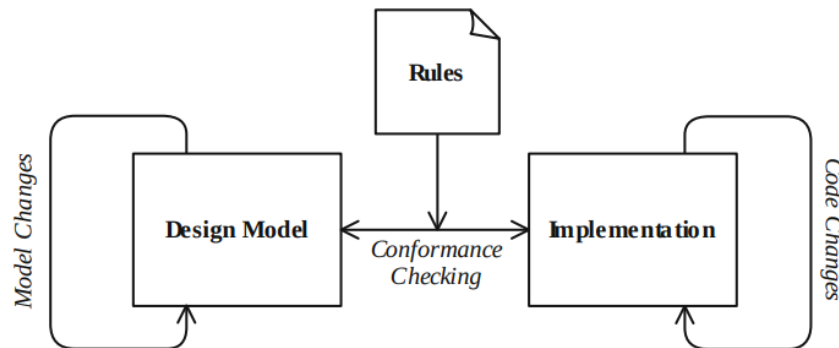 Rules
Model Changes
Design Model
Conformance
Checking
Implementation
Code Changes